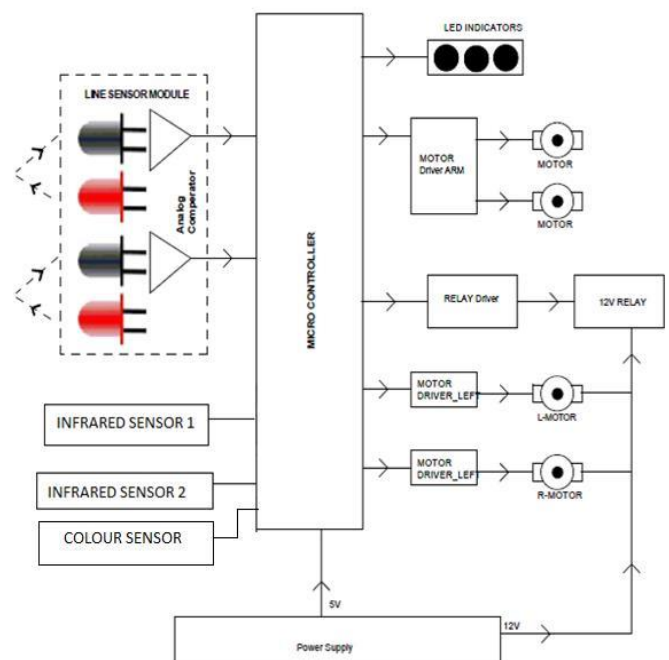 LED INDICATORS
LINE SENSOR MODULE
Analog
Comperator
MICRO CONTROLLER
MOTOR
Driver ARM
MOTOR
MOTOR
RELAY Driver
12V RELAY
MOTOR
DRIVER_LEFT
L-MOTOR
MOTOR
DRIVER_LEFT
R-MOTOR
INFRARED SENSOR 1
INFRARED SENSOR 2
COLOUR SENSOR
5V
12V
Power Supply